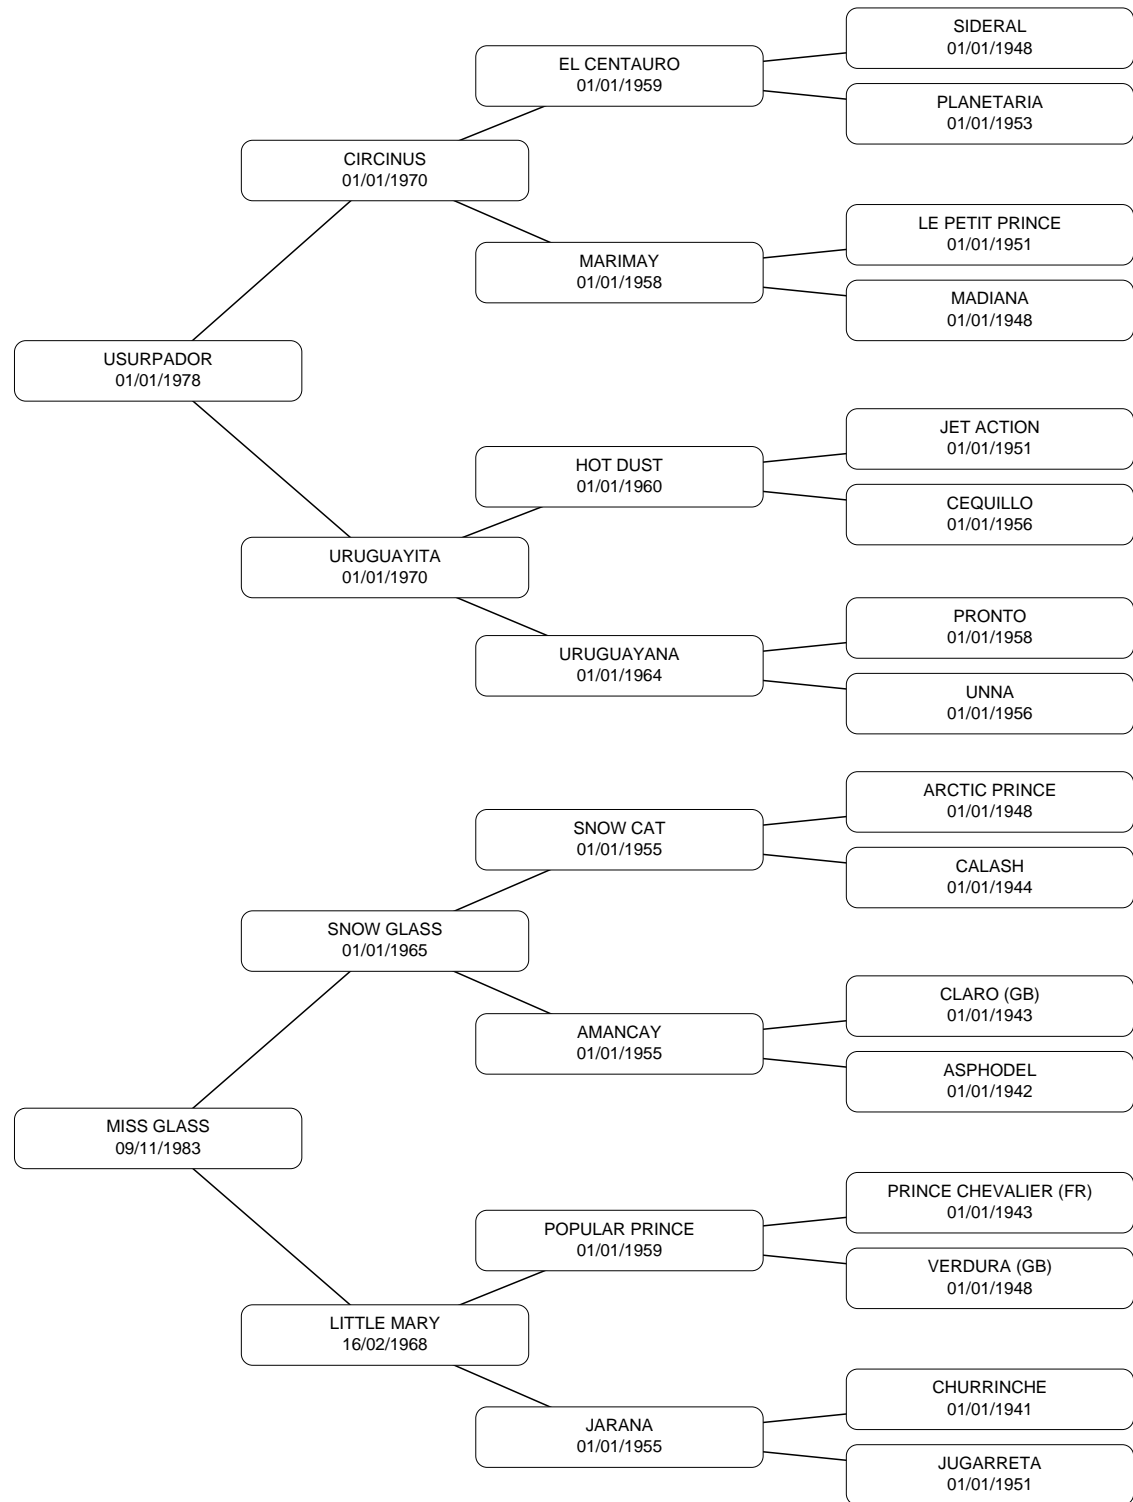 SIDERAL
01/01/1948
EL CENTAURO
01/01/1959
PLANETARIA
01/01/1953
CIRCINUS
01/01/1970
LE PETIT PRINCE
01/01/1951
MARIMAY
01/01/1958
MADIANA
01/01/1948
USURPADOR
01/01/1978
JET ACTION
01/01/1951
HOT DUST
01/01/1960
CEQUILLO
01/01/1956
URUGUAYITA
01/01/1970
PRONTO
01/01/1958
URUGUAYANA
01/01/1964
UNNA
01/01/1956
ARCTIC PRINCE
01/01/1948
SNOW CAT
01/01/1955
CALASH
01/01/1944
SNOW GLASS
01/01/1965
CLARO (GB)
01/01/1943
AMANCAY
01/01/1955
ASPHODEL
01/01/1942
MISS GLASS
09/11/1983
PRINCE CHEVALIER (FR)
01/01/1943
POPULAR PRINCE
01/01/1959
VERDURA (GB)
01/01/1948
LITTLE MARY
16/02/1968
CHURRINCHE
01/01/1941
JARANA
01/01/1955
JUGARRETA
01/01/1951